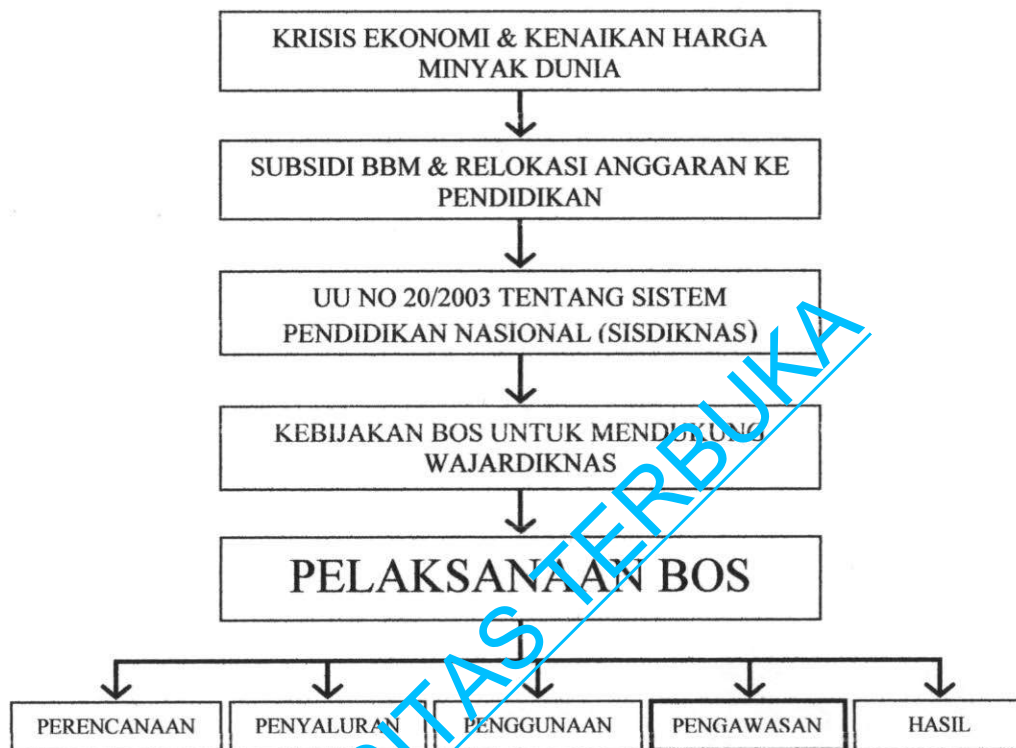 KRISIS EKONOMI & KENAIKAN HARGA
MINYAK DUNIA
SUBSIDI BBM & RELOKASI ANGGARAN KE
PENDIDIKAN
UU NO 20/2003 TENTANG SISTEM
PENDIDIKAN NASIONAL (SISDIKNAS)
KEBIJAKAN BOS UNTUK MENDUKUNG
WAJARDIKNAS
PELAKSANAAN BOS
PERENCANAAN
PENYALURAN
PENGGUNAAN
PENGAWASAN
HASIL
ITAS TERBUKA